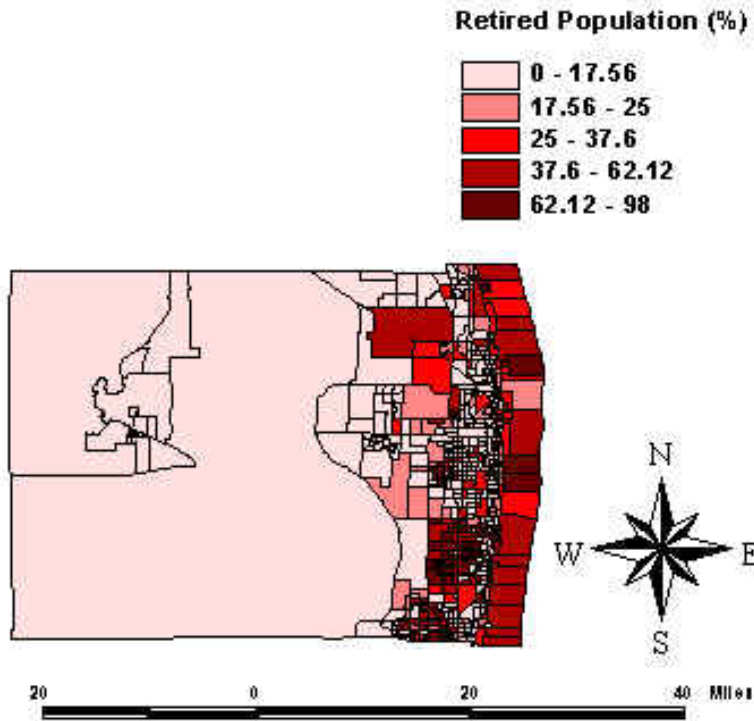 Retired Population (%)
0 - 17.56
17.56 - 25
25 - 37.6
37.6 - 62.12
62.12 - 98
N
W E
S
20 0 20 40 Miles